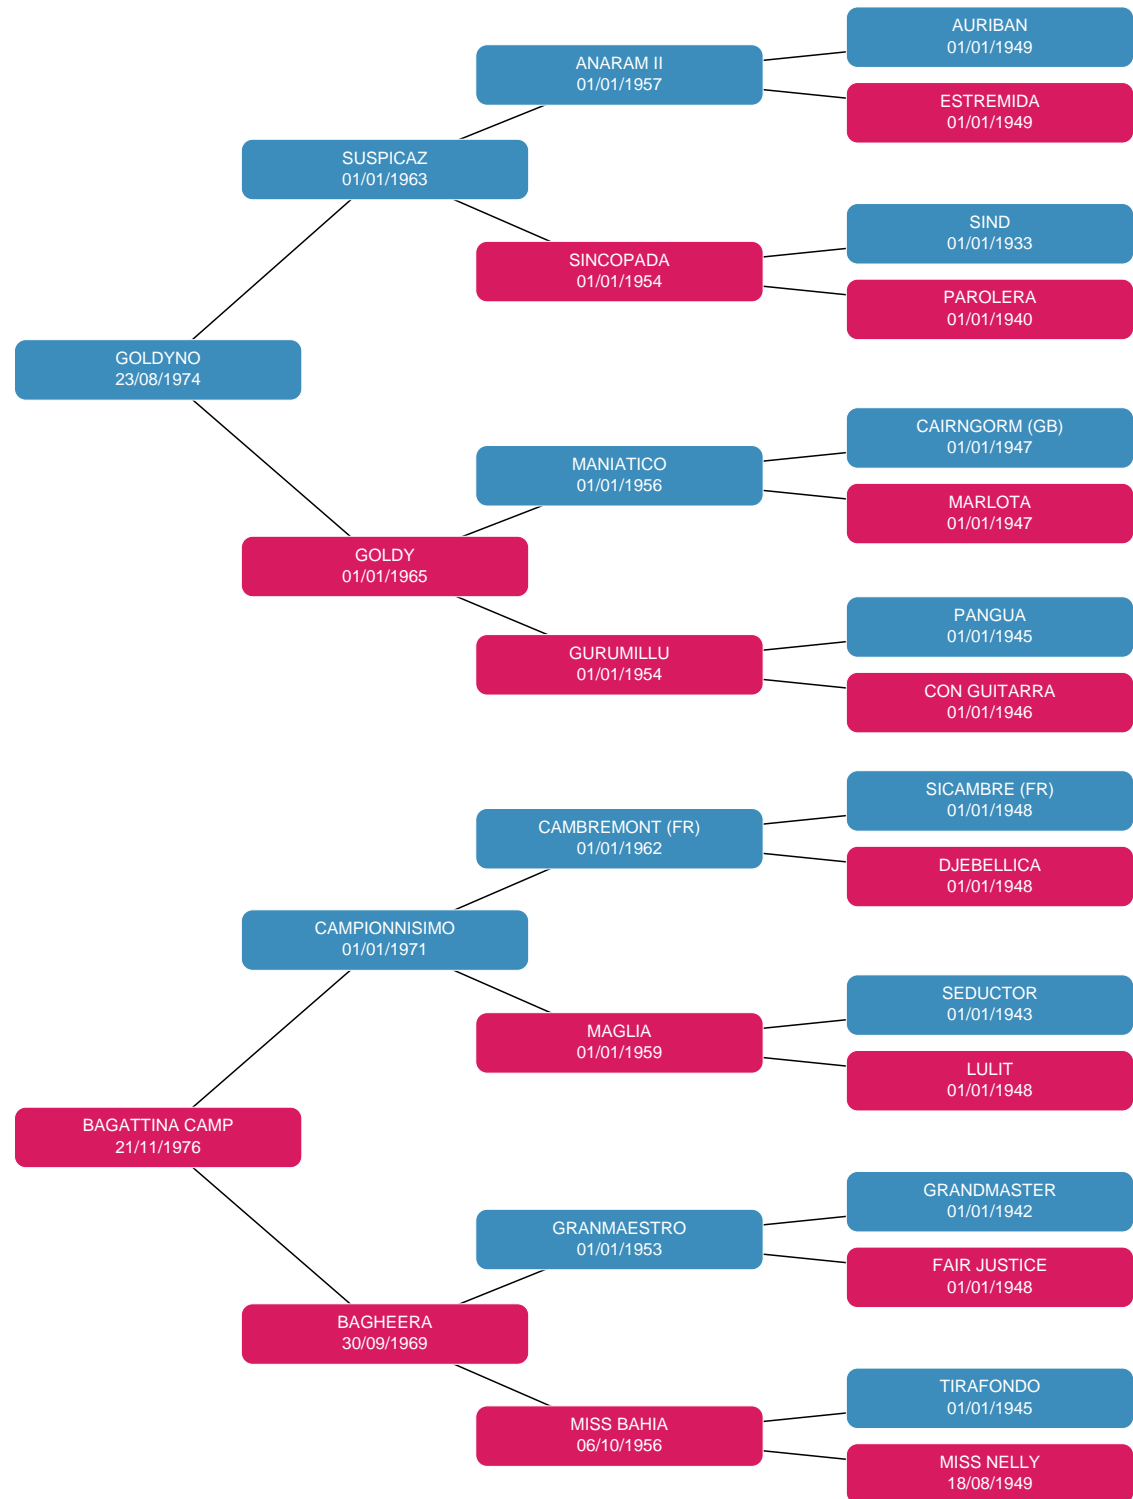 AURIBAN
01/01/1949
ANARAM II
01/01/1957
ESTREMIDA
01/01/1949
SUSPICAZ
01/01/1963
SIND
01/01/1933
SINCOPADA
01/01/1954
PAROLERA
01/01/1940
GOLDYNO
23/08/1974
CAIRNGORM (GB)
01/01/1947
MANIATICO
01/01/1956
MARLOTA
01/01/1947
GOLDY
01/01/1965
PANGUA
01/01/1945
GURUMILLU
01/01/1954
CON GUITARRA
01/01/1946
SICAMBRE (FR)
01/01/1948
CAMBREMONT (FR)
01/01/1962
DJEBELLICA
01/01/1948
CAMPIONNISIMO
01/01/1971
SEDUCTOR
01/01/1943
MAGLIA
01/01/1959
LULIT
01/01/1948
BAGATTINA CAMP
21/11/1976
GRANDMASTER
01/01/1942
GRANMAESTRO
01/01/1953
FAIR JUSTICE
01/01/1948
BAGHEERA
30/09/1969
TIRAFONDO
01/01/1945
MISS BAHIA
06/10/1956
MISS NELLY
18/08/1949